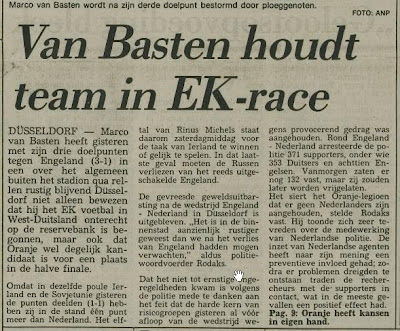 Marco van Basten wordt na zijn derde doelpunt bestormd door ploeggenoten.
FOTO: ANP
Van Basten houdt
team in EK-race
DÜSSELDORF — Marco
van Basten heeft gisteren
met zijn drie doelpunten
tegen Engeland (3-1) in
een over het algemeen
buiten het stadion qua rel
len rustig blijvend Düssel-
dorf niet alleen bewezen
dat hij het EK voetbal in
West-Duitsland onterecht
op de reservebank is be-
gonnen, maar ook dat
Oranje wel degelijk kan-
didaat is voor een plaats
in de halve finale.
Omdat in dezelfde poule Ier-
land en de Sovjetunie gisteren
de punten deelden (1-1) heb-
ben zij in de stand één punt
meer dan Nederland. Het elf-
tal van Rinus Michels staat
daarom zaterdagmiddag voor
de taak van Ierland te winnen
of gelijk te spelen. In dat laat-
ste geval moeten de Russen
verliezen van het reeds uit-
geschakelde Engeland.
De gevreesde geweldsuitbar-
sting na de wedstrijd Engel-
and - Nederland in Düsseldorf is
uitgebleven. „Het is in de bin-
nenstad aanzienlijk rustiger
geweest dan we na het verlies
van Engeland hadden mogen
verwachten," aldus politie-
woordvoerder Rodaks.
Dat het niet tot ernstige onge-
regeldheden kwam is volgens
de politie mede te danken aan
het feit dat de harde kern van
risicogroepen gisteren al vóór
afloop van de wedstrijd we-
gens provocerend gedrag was
aangehouden. Rond Engeland
- Nederland arresteerde de poli-
tie 371 supporters, onder wie
353 Duitsers en achttien En-
gelsen. Vanmorgen zaten er
nog 132 vast, maar zij zouden
later worden vrijgelaten.
Het siert het Oranje-legioen
dat er geen Nederlanders zijn
aangehouden, stelde Rodaks
vast. Hij toonde zich zeer te-
vreden over de medewerking
van Nederlandse politie. De
inzet van Nederlandse agenten
heeft naar zijn mening een
preventieve invloed gehad; zo-
dra er problemen dreigden te
ontstaan traden de recher-
cheurs met de supporters in
contact, wat in de meeste ge-
vallen een positief effect had.
Pag. 9: Oranje heeft kansen
in eigen hand.